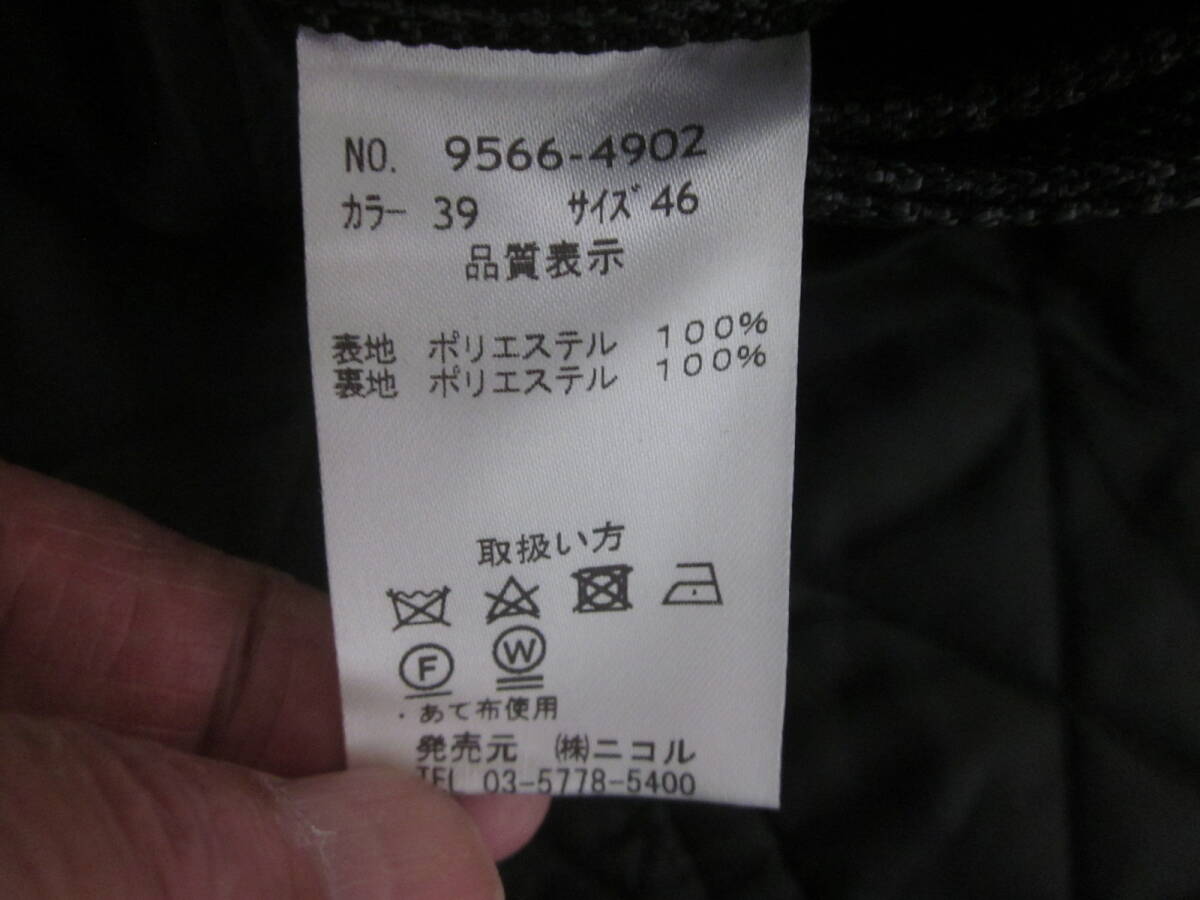 NO. 9566-4902
カラー 39 サイズ 46
品質表示
表地 ポリエステル 100%
裏地 ポリエステル 100%
取扱い方
F W
・あて布使用
発売元 ㈱ニコル
TEL 03-5778-5400